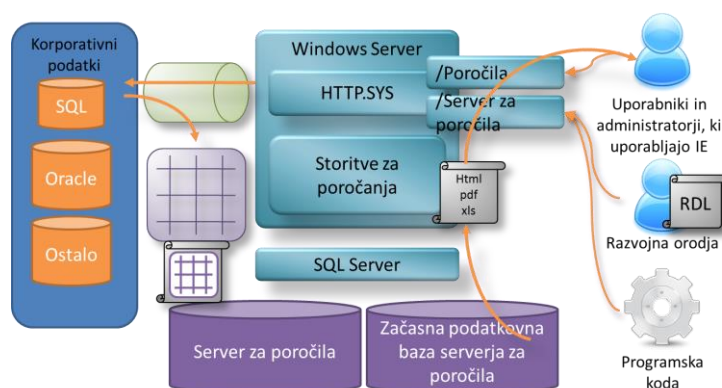 Korporativni
podatki
SQL
Oracle
Ostalo
Windows Server
HTTP.SYS
Storitve za
poročanja
/Poročila
/Server za
poročila
Html
pdf
xls
SQL Server
Server za poročila
Začasna podatkovna
baza serverja za
poročila
Uporabniki in
administratorji, ki
uporabljajo IE
RDL
Razvojna orodja
Programska
koda